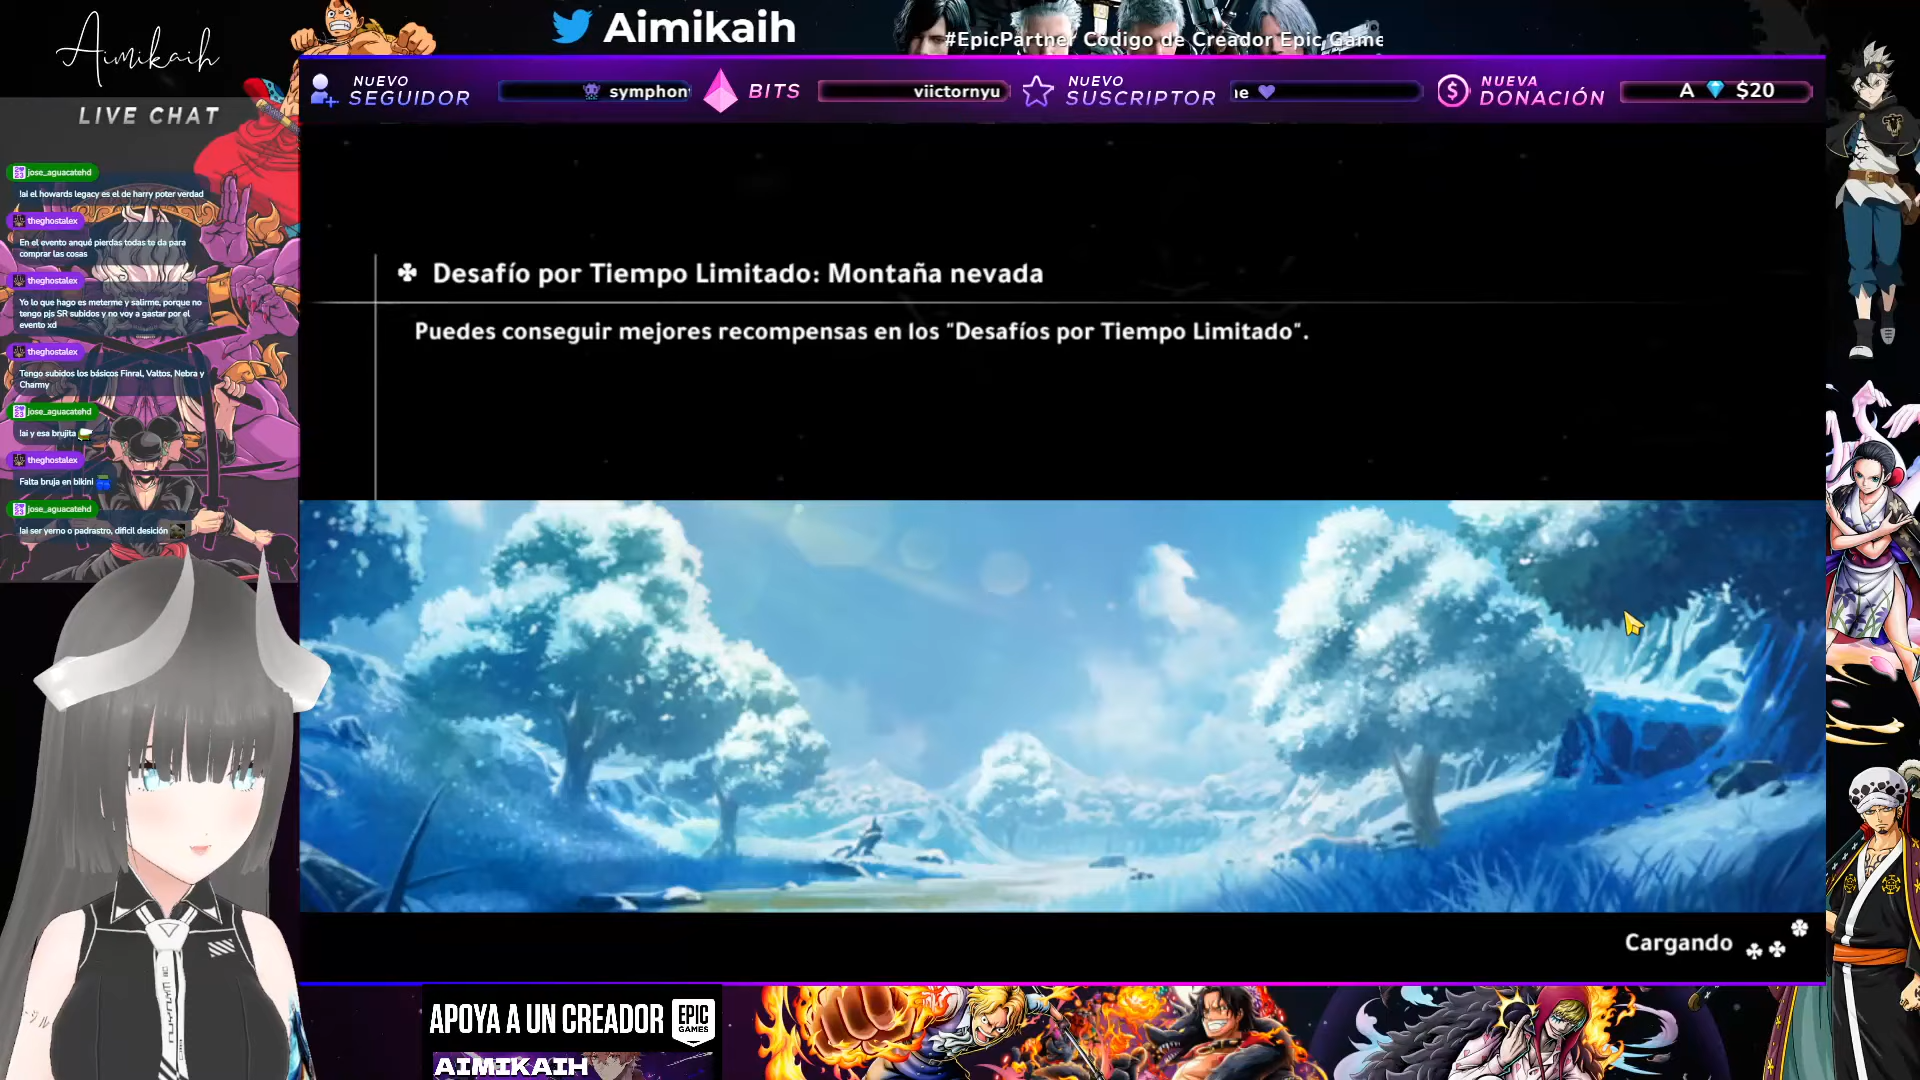 Aimikaih
Aimikaih
#EpicPartner Codigo de Creador Epic Game
NUEVO
SEGUIDOR
symphon
BITS
viictornyu
NUEVO
SUSCRIPTOR
NUEVA
DONACIÓN
A $20
LIVE CHAT
jose_aguacatehd
!ai el howards legacy es el de harry poter verdad
theghostalex
En el evento anqué pierdas todas te da para
comprar las cosas
theghostalex
Yo lo que hago es meterme y salirme, porque no
tengo pjs SR subidos y no voy a gastar por el
evento xd
theghostalex
Tengo subidos los básicos Finral, Valtos, Nebra y
Charmy
jose_aguacatehd
!ai y esa brujita
theghostalex
Falta bruja en bikini
jose_aguacatehd
!ai ser yerno o padrastro, dificil desición
Desafío por Tiempo Limitado: Montaña nevada
Puedes conseguir mejores recompensas en los "Desafíos por Tiempo Limitado".
Cargando
APOYA A UN CREADOR
EPIC
GAMES
AIMIKAIH